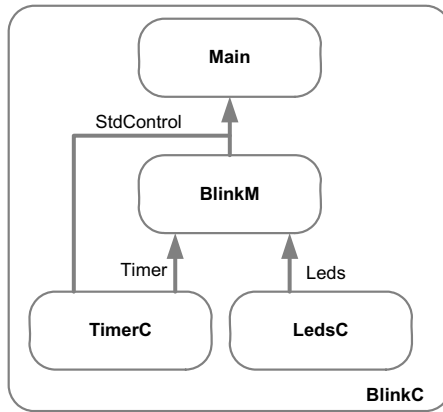 Main
StdControl
BlinkM
Timer
Leds
TimerC
LedsC
BlinkC